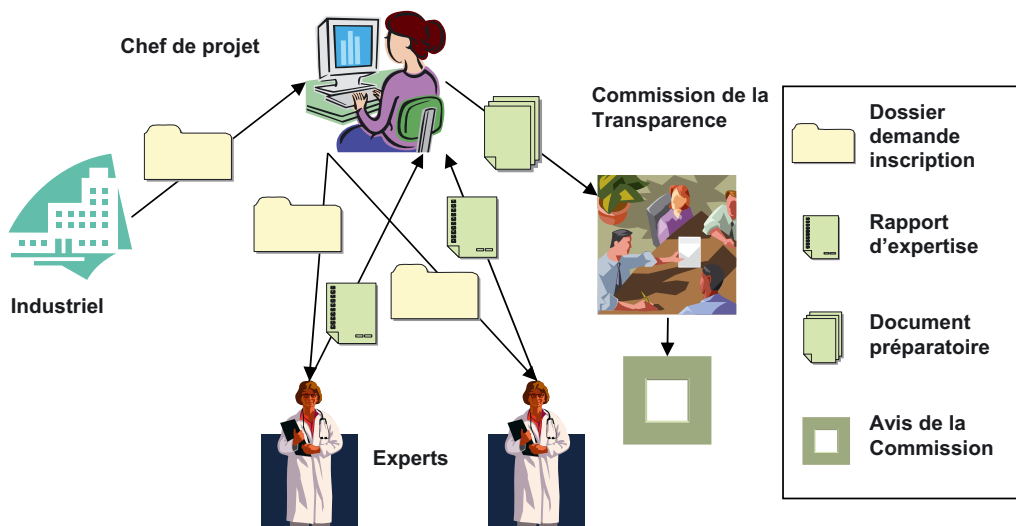 Chef de projet
Commission de la
Transparence
Industriel
Experts
Dossier
demande
inscription
Rapport
d’expertise
Document
préparatoire
Avis de la
Commission